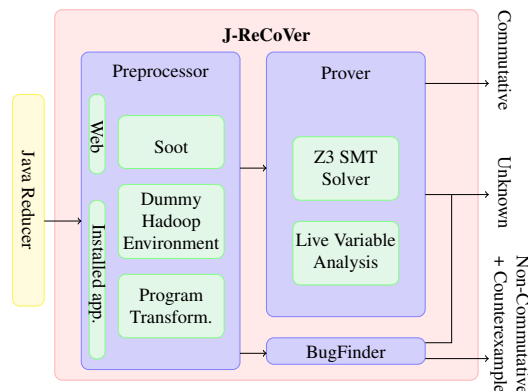 J-ReCoVer
Java Reducer
Preprocessor
Web
Installed app.
Soot
Dummy
Hadoop
Environment
Program
Transform.
Prover
Z3 SMT
Solver
Live Variable
Analysis
BugFinder
Commutative
Unknown
Non-Commutative
+ Counterexample